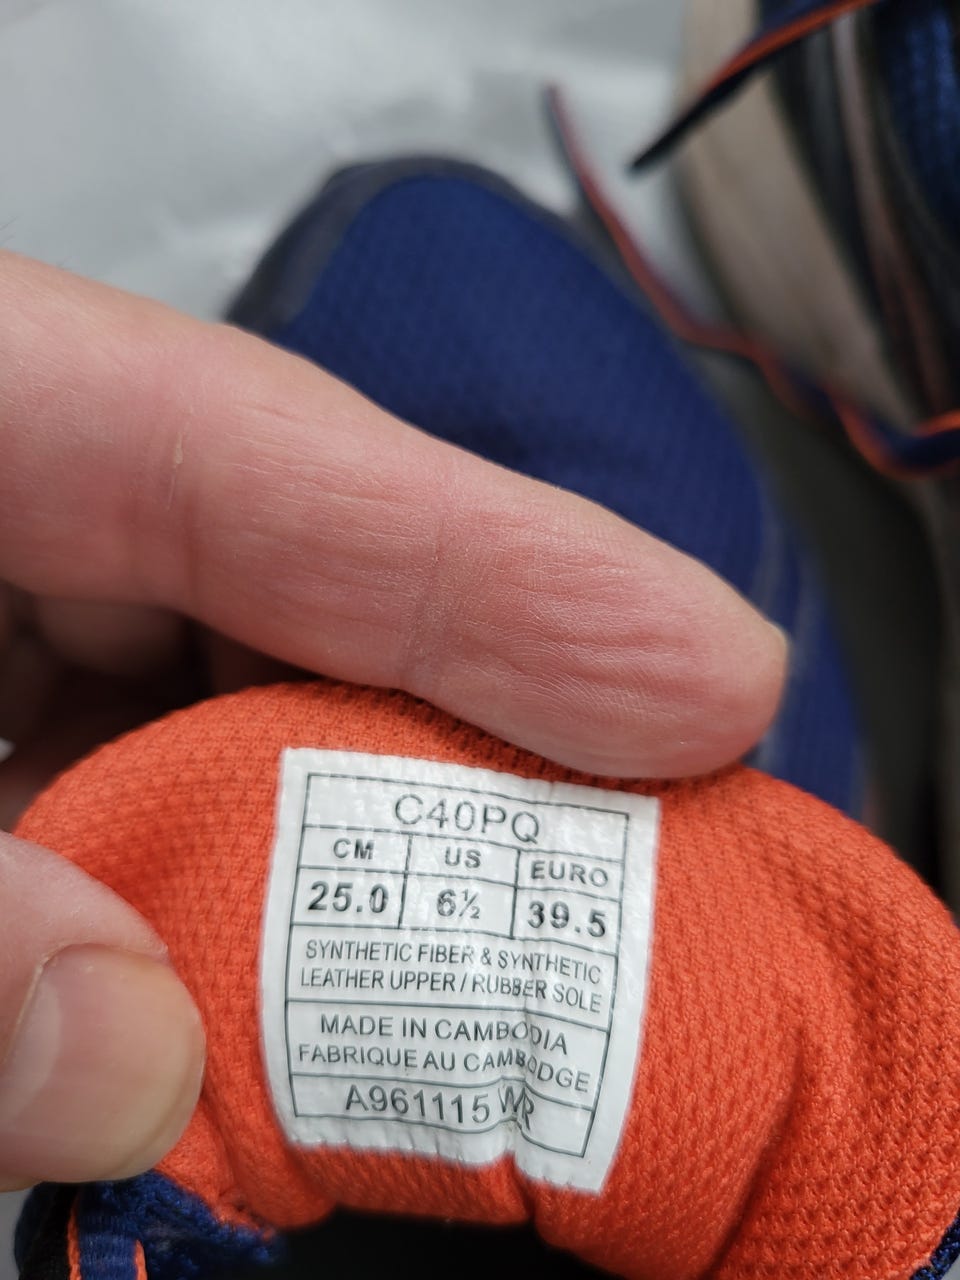 C40PQ
CM US EURO
25.0 6½ 39.5
SYNTHETIC FIBER & SYNTHETIC
LEATHER UPPER / RUBBER SOLE
MADE IN CAMBODIA
FABRIQUE AU CAMBODGE
A961115 WR